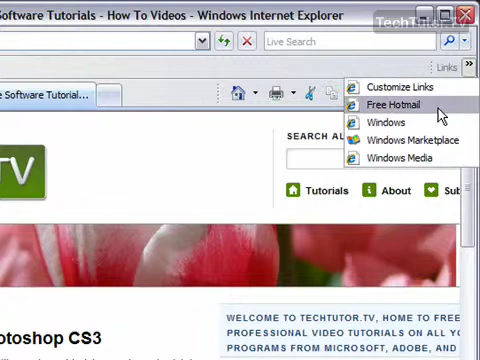 Software Tutorials - How To Videos - Windows Internet Explorer
TechTutor.TV
Live Search
Links
e Software Tutorial...
Customize Links
Free Hotmail
Windows
Windows Marketplace
Windows Media
SEARCH AL
TV
Tutorials
About
Sub
WELCOME TO TECHTUTOR.TV, HOME TO FREE
PROFESSIONAL VIDEO TUTORIALS ON ALL YO
PROGRAMS FROM MICROSOFT, ADOBE, AND
otoshop CS3